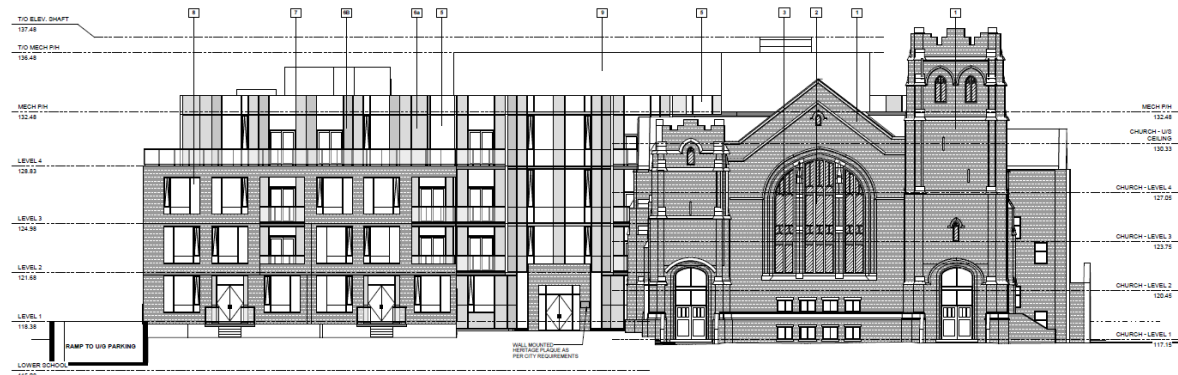 T/O ELEV. SHAFT
137.48
T/O MECH P/H
136.48
8 7 6B 6a 5 9 8 3 2 1 1
MECH P/H
132.48
MECH P/H
132.48
CHURCH - U/S
CEILING
130.33
LEVEL 4
128.83
CHURCH - LEVEL 4
127.05
LEVEL 3
124.98
CHURCH - LEVEL 3
123.75
LEVEL 2
121.68
CHURCH - LEVEL 2
120.45
LEVEL 1
118.38
CHURCH - LEVEL 1
117.15
RAMP TO U/G PARKING
WALL MOUNTED
HERITAGE PLAQUE AS
PER CITY REQUIREMENTS
LOWER SCHOOL